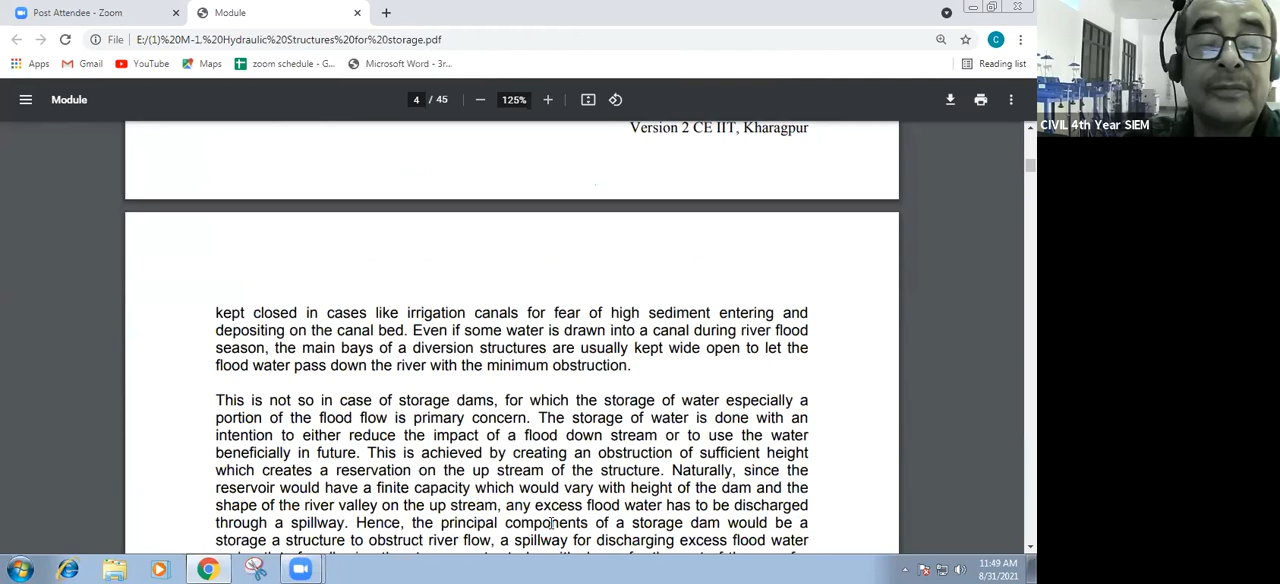 Post Attendee - Zoom
Module
File
E:/(1)%20M-1.%20Hydraulic%20Structures%20for%20storage.pdf
C
Apps
Gmail
YouTube
Maps
zoom schedule - G...
Microsoft Word - 3r...
Reading list
Module
4 / 45
125%
CIVIL 4th Year SIEM
Version 2 CE IIT, Kharagpur
kept closed in cases like irrigation canals for fear of high sediment entering and
depositing on the canal bed. Even if some water is drawn into a canal during river flood
season, the main bays of a diversion structures are usually kept wide open to let the
flood water pass down the river with the minimum obstruction.
This is not so in case of storage dams, for which the storage of water especially a
portion of the flood flow is primary concern. The storage of water is done with an
intention to either reduce the impact of a flood down stream or to use the water
beneficially in future. This is achieved by creating an obstruction of sufficient height
which creates a reservation on the up stream of the structure. Naturally, since the
reservoir would have a finite capacity which would vary with height of the dam and the
shape of the river valley on the up stream, any excess flood water has to be discharged
through a spillway. Hence, the principal components of a storage dam would be a
storage a structure to obstruct river flow, a spillway for discharging excess flood water
11:49 AM
8/31/2021